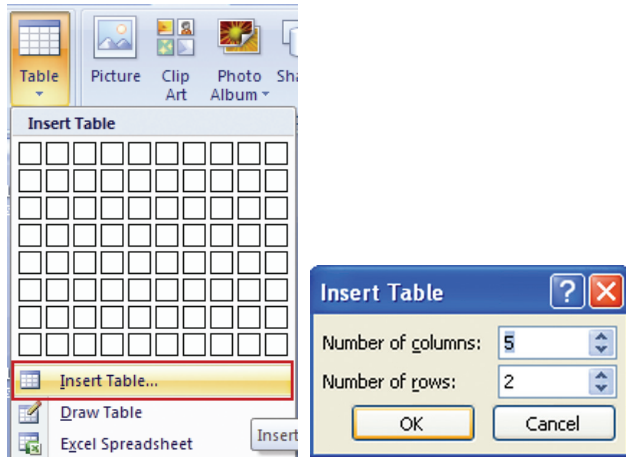 Table Picture Clip Art Photo Album Sha
Insert Table
Insert Table...
Draw Table
Excel Spreadsheet
Insert
Insert Table
Number of columns: 5
Number of rows: 2
OK Cancel